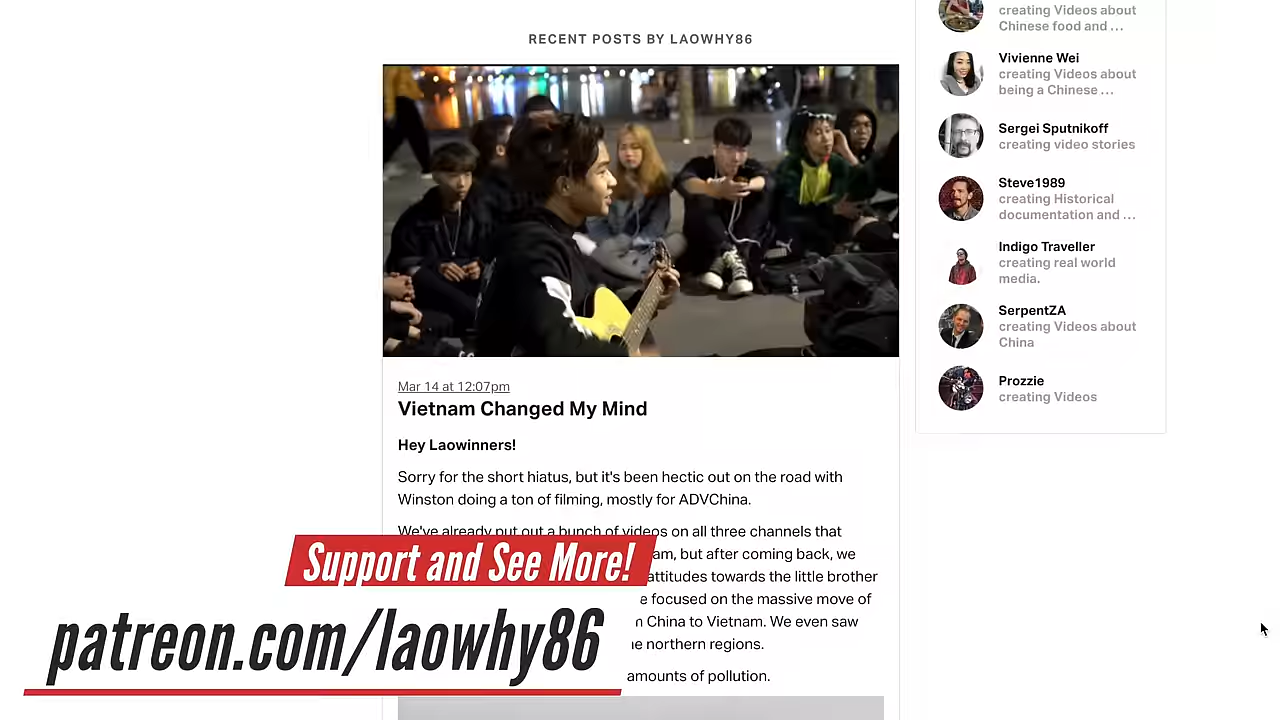 RECENT POSTS BY LAOWHY86
Mar 14 at 12:07pm
Vietnam Changed My Mind
Hey Laowinners!
Sorry for the short hiatus, but it's been hectic out on the road with
Winston doing a ton of filming, mostly for ADVChina.
We've already put out a bunch of videos on all three channels that
am, but after coming back, we
attitudes towards the little brother
e focused on the massive move of
China to Vietnam. We even saw
northern regions.
amounts of pollution.
Support and See More!
patreon.com/laowhy86
creating Videos about
Chinese food and ...
Vivienne Wei
creating Videos about
being a Chinese ...
Sergei Sputnikoff
creating video stories
Steve1989
creating Historical
documentation and ...
Indigo Traveller
creating real world
media.
SerpentZA
creating Videos about
China
Prozzie
creating Videos